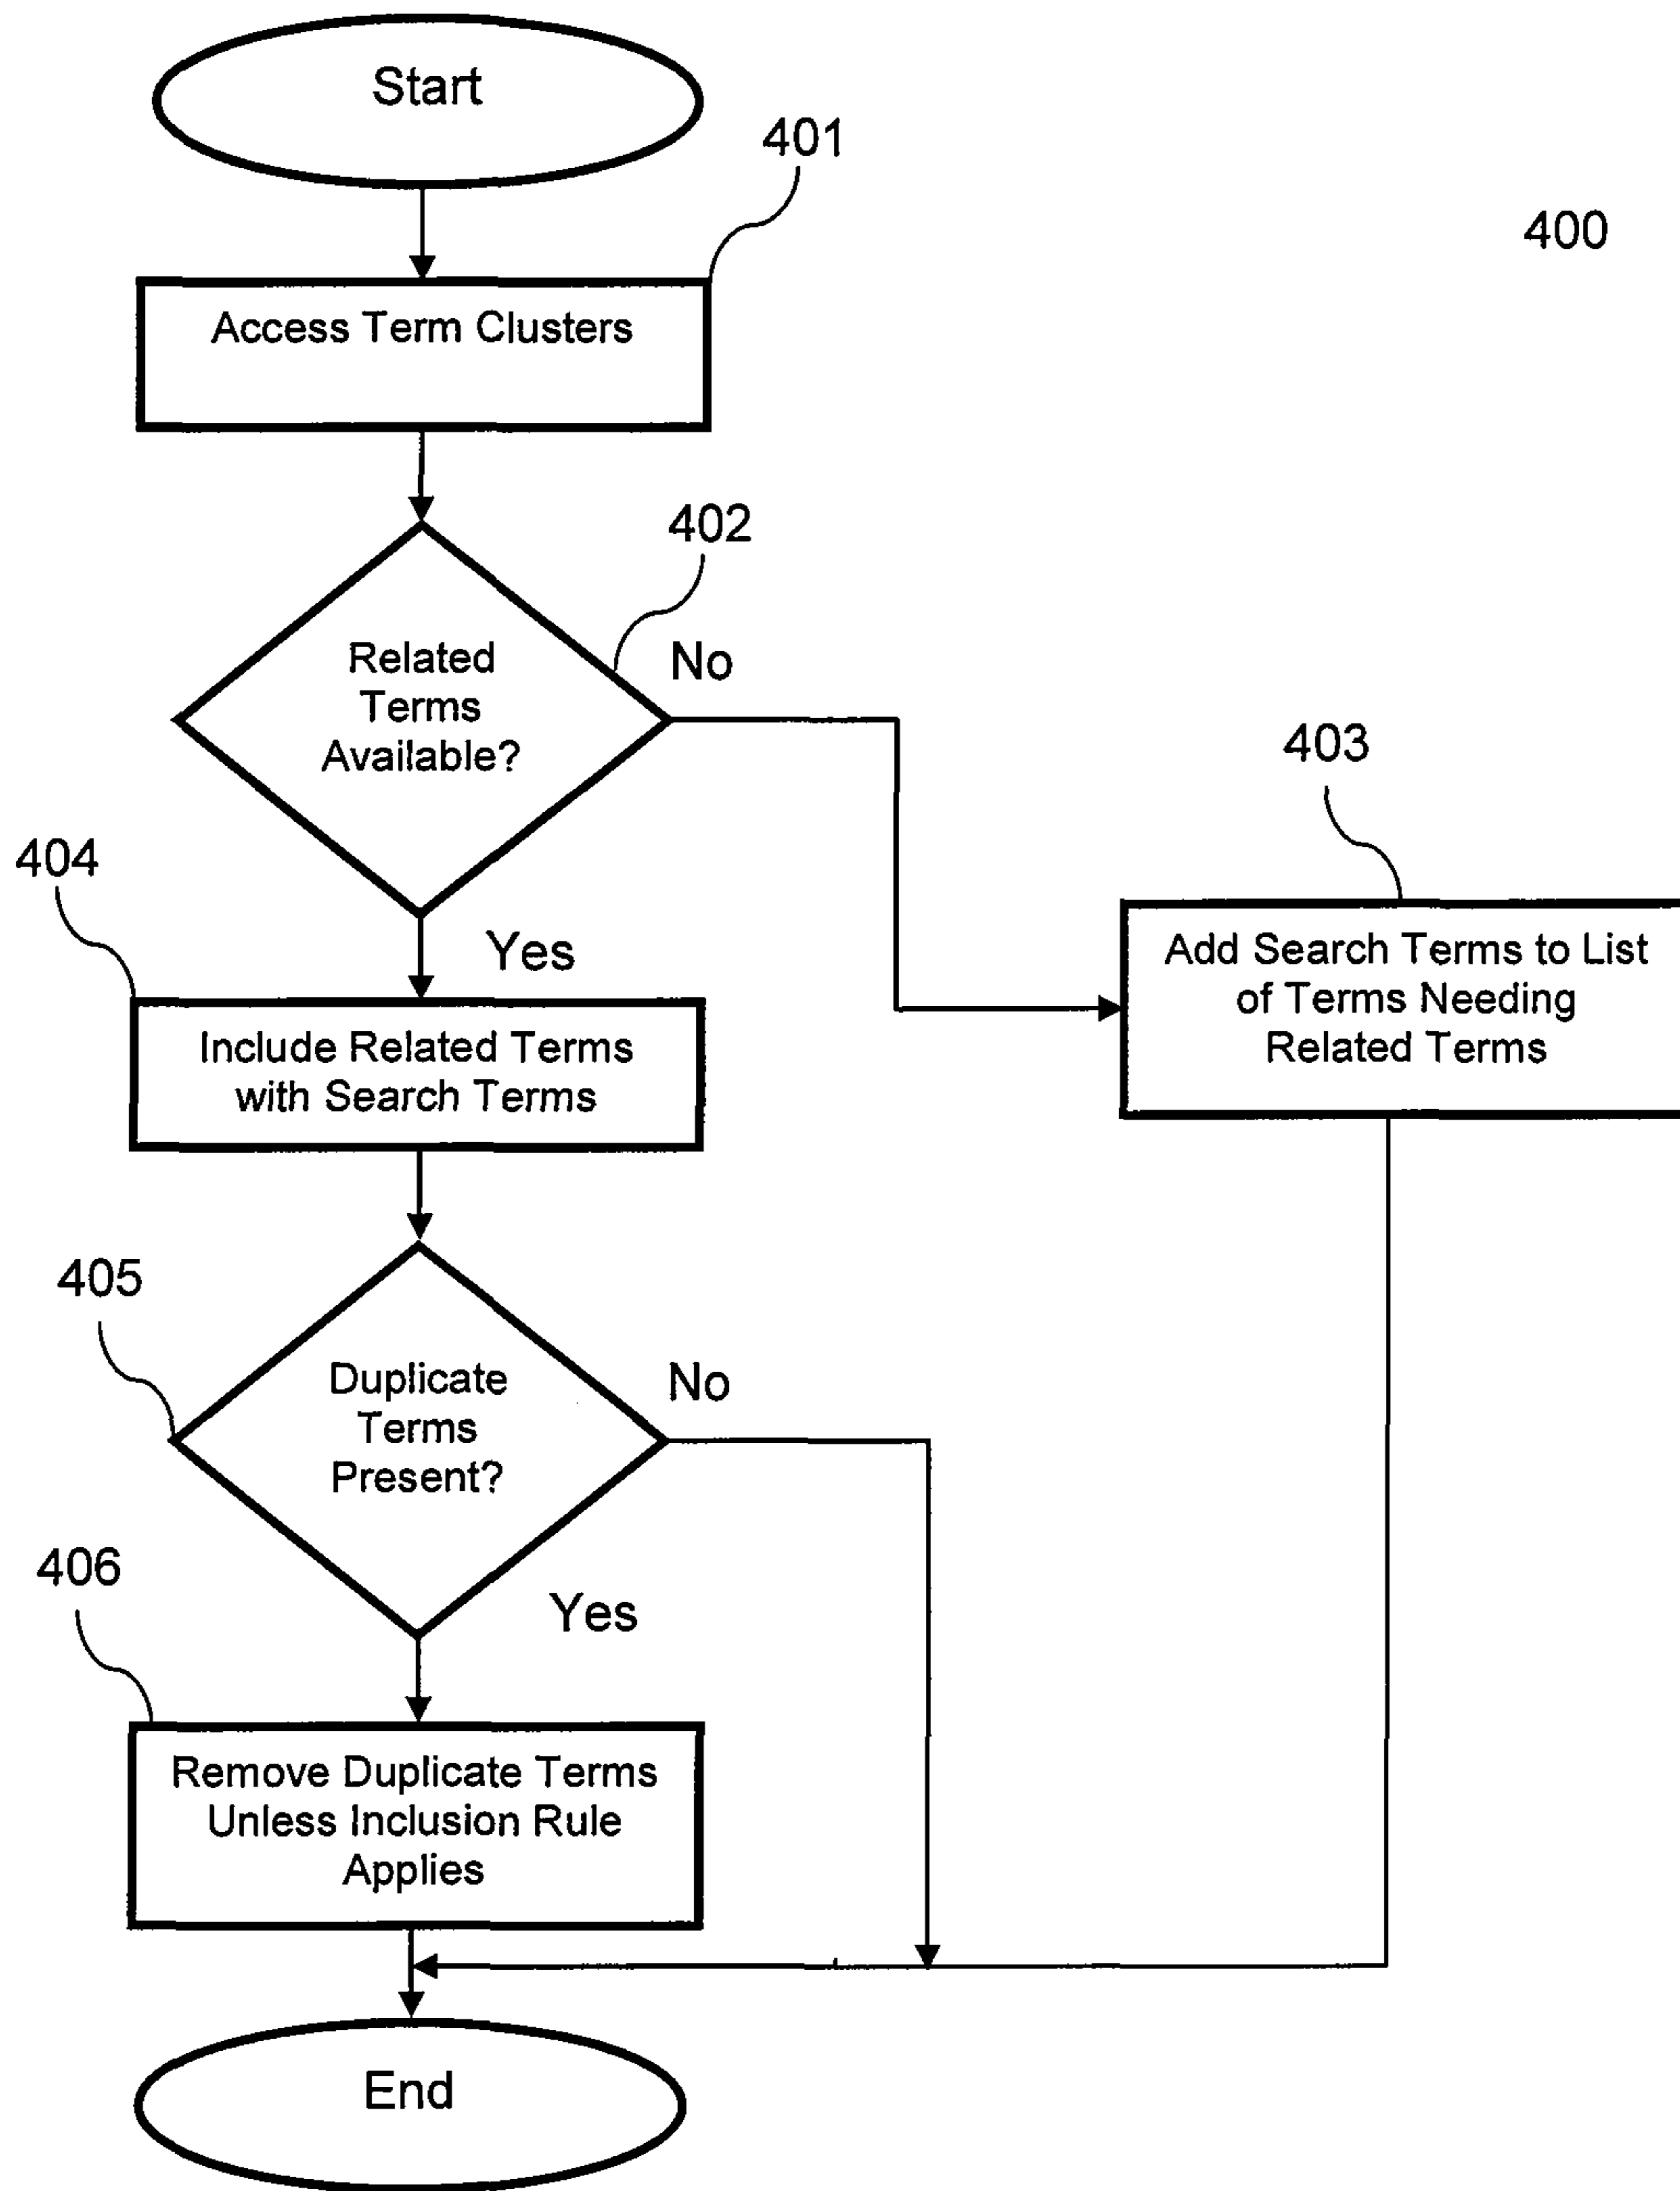 Start
401
400
Access Term Clusters
402
Related
Terms
Available?
No
403
404
Yes
Add Search Terms to List
of Terms Needing
Related Terms
Include Related Terms
with Search Terms
405
Duplicate
Terms
Present?
No
406
Yes
Remove Duplicate Terms
Unless Inclusion Rule
Applies
End